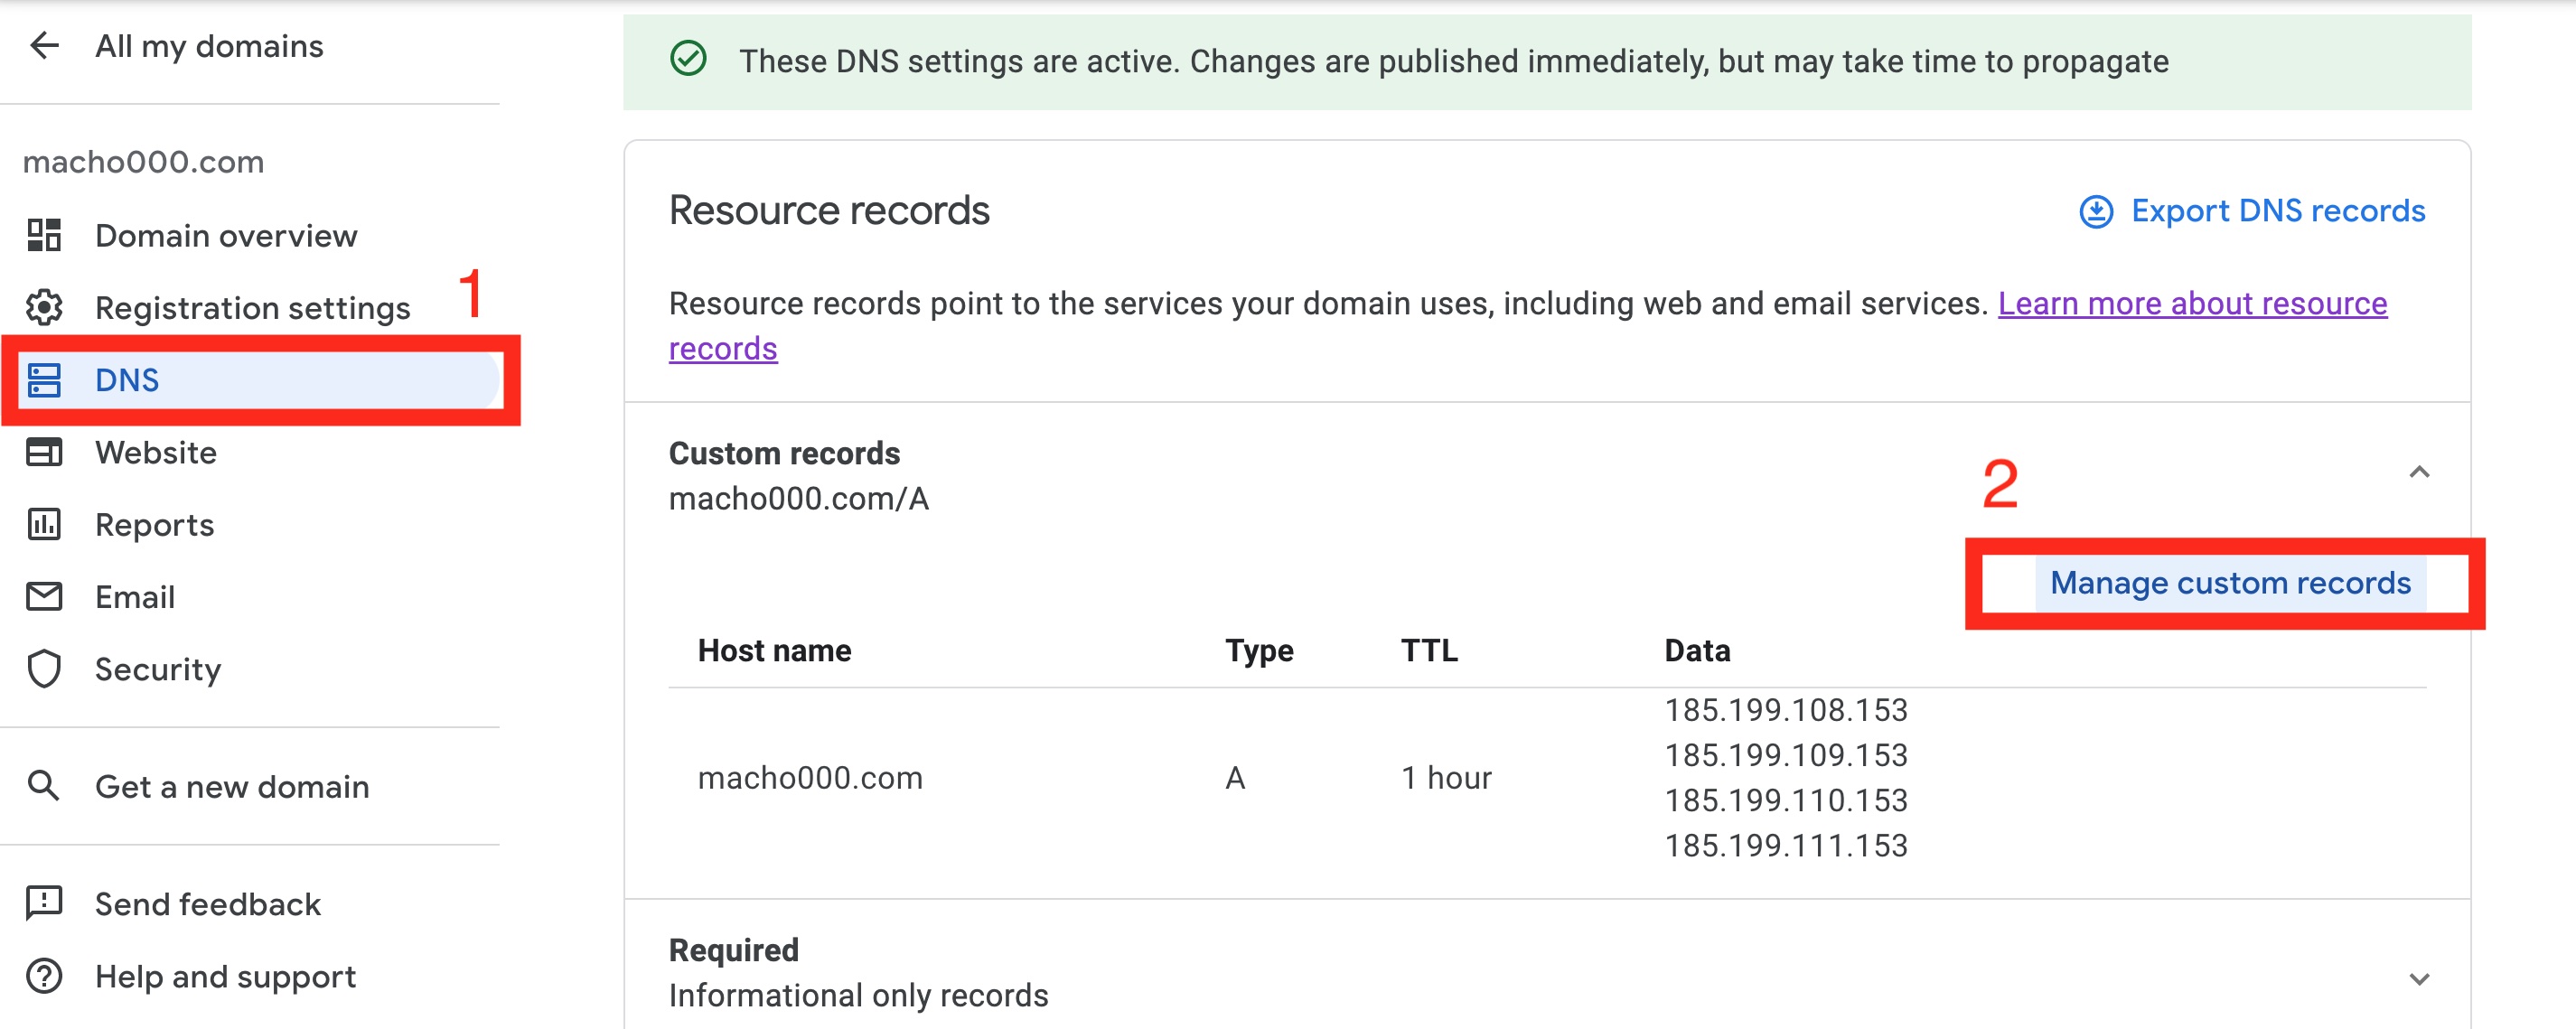 All my domains
macho000.com
Domain overview
Registration settings
1
DNS
Website
Reports
Email
Security
Get a new domain
Send feedback
Help and support
These DNS settings are active. Changes are published immediately, but may take time to propagate
Resource records
Export DNS records
Resource records point to the services your domain uses, including web and email services. Learn more about resource
records
Custom records
macho000.com/A
2
Manage custom records
Host name Type TTL Data
macho000.com A 1 hour
185.199.108.153
185.199.109.153
185.199.110.153
185.199.111.153
Required
Informational only records